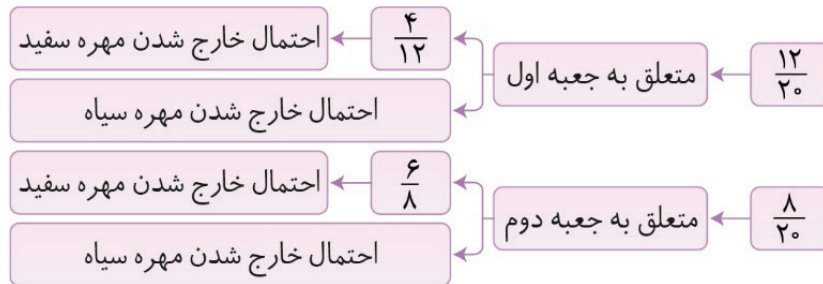 ۱۲/۲۰
متعلق به جعبه اول
۴/۱۲
احتمال خارج شدن مهره سفید
احتمال خارج شدن مهره سیاه
۸/۲۰
متعلق به جعبه دوم
۶/۸
احتمال خارج شدن مهره سفید
احتمال خارج شدن مهره سیاه